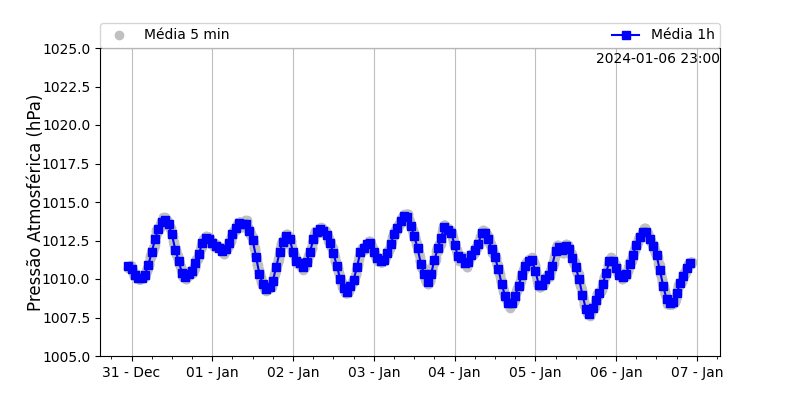 Média 5 min
Média 1h
2024-01-06 23:00
Pressão Atmosférica (hPa)
1025.0
1022.5
1020.0
1017.5
1015.0
1012.5
1010.0
1007.5
1005.0
31 - Dec
01 - Jan
02 - Jan
03 - Jan
04 - Jan
05 - Jan
06 - Jan
07 - Jan